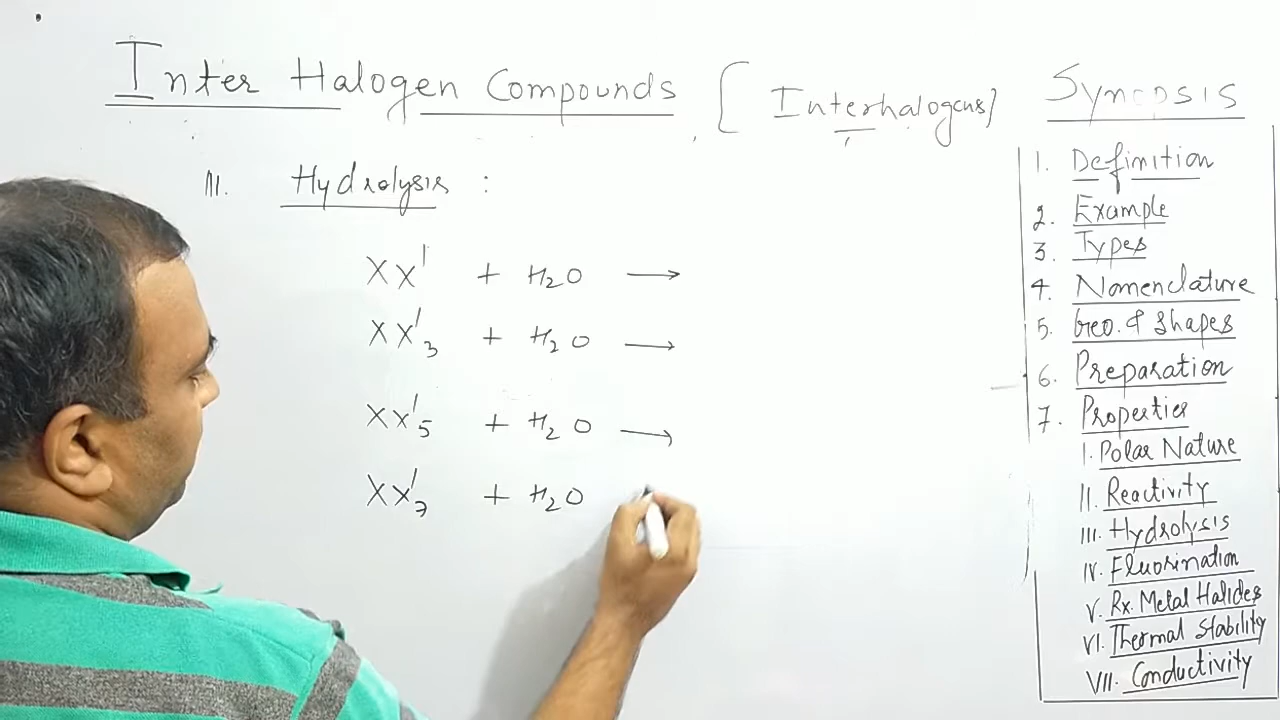 Inter Halogen Compounds [Interhalogens]
III. Hydrolysis :
XX' + H₂O →
XX'₃ + H₂O →
XX'₅ + H₂O →
XX'₇ + H₂O
Synopsis
1. Definition
2. Example
3. Types
4. Nomenclature
5. Geo. & Shapes
6. Preparation
7. Properties
I. Polar Nature
II. Reactivity
III. Hydrolysis
IV. Fluorination
V. Rx. Metal Halides
VI. Thermal Stability
VII. Conductivity